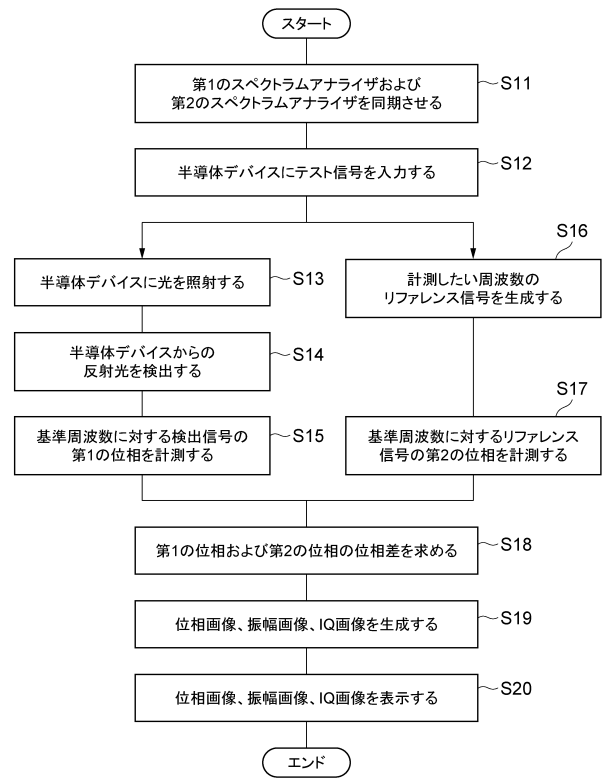 スタート
第1のスペクトラムアナライザおよび
第2のスペクトラムアナライザを同期させる
S11
半導体デバイスにテスト信号を入力する
S12
半導体デバイスに光を照射する
S13
半導体デバイスからの
反射光を検出する
S14
基準周波数に対する検出信号の
第1の位相を計測する
S15
S16
計測したい周波数の
リファレンス信号を生成する
S17
基準周波数に対するリファレンス
信号の第2の位相を計測する
第1の位相および第2の位相の位相差を求める
S18
位相画像、振幅画像、IQ画像を生成する
S19
位相画像、振幅画像、IQ画像を表示する
S20
エンド